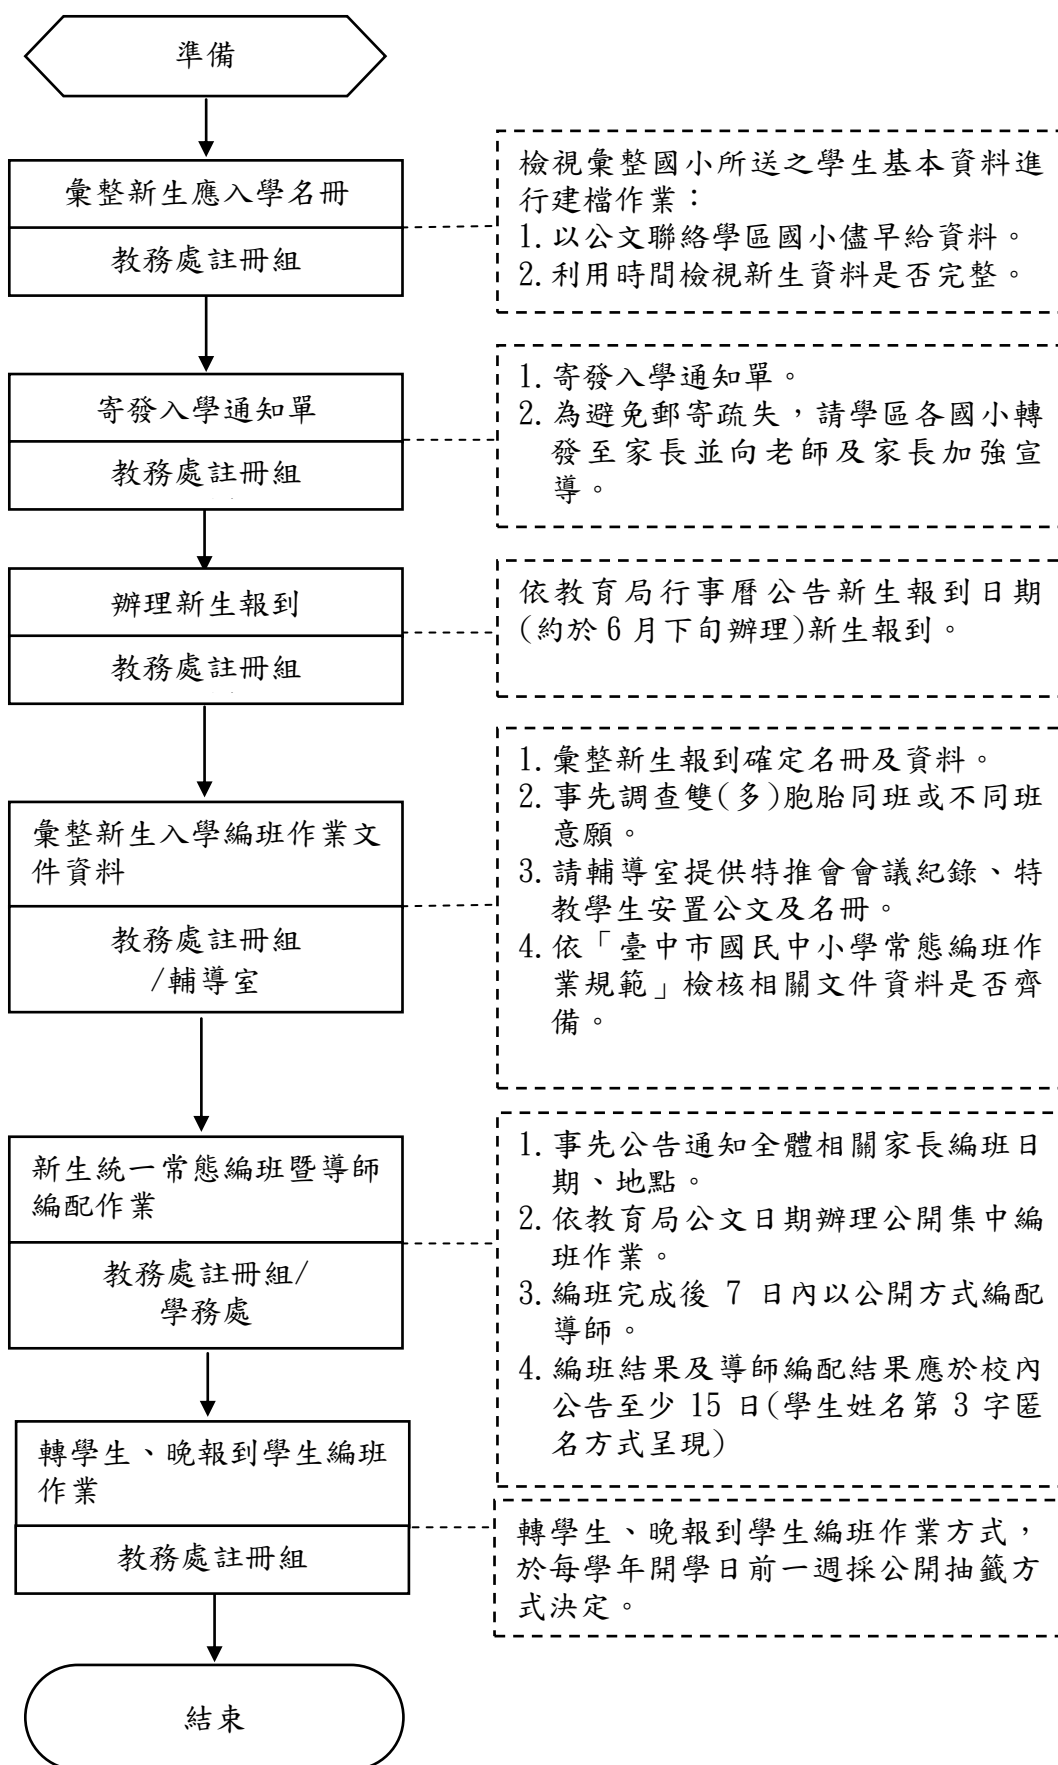 準備
彙整新生應入學名冊
教務處註冊組
檢視彙整國小所送之學生基本資料進
行建檔作業：
1.以公文聯絡學區國小儘早給資料。
2.利用時間檢視新生資料是否完整。
寄發入學通知單
教務處註冊組
1.寄發入學通知單。
2.為避免郵寄疏失，請學區各國小轉
發至家長並向老師及家長加強宣
導。
辦理新生報到
教務處註冊組
依教育局行事曆公告新生報到日期
(約於6月下旬辦理)新生報到。
彙整新生入學編班作業文
件資料
教務處註冊組
/輔導室
1.彙整新生報到確定名冊及資料。
2.事先調查雙(多)胞胎同班或不同班
意願。
3.請輔導室提供特推會會議紀錄、特
教學生安置公文及名冊。
4.依「臺中市國民中小學常態編班作
業規範」檢核相關文件資料是否齊
備。
新生統一常態編班暨導師
編配作業
教務處註冊組/
學務處
1.事先公告通知全體相關家長編班日
期、地點。
2.依教育局公文日期辦理公開集中編
班作業。
3.編班完成後 7 日內以公開方式編配
導師。
4.編班結果及導師編配結果應於校內
公告至少 15 日(學生姓名第 3 字匿
名方式呈現)
轉學生、晚報到學生編班
作業
教務處註冊組
轉學生、晚報到學生編班作業方式，
於每學年開學日前一週採公開抽籤方
式決定。
結束